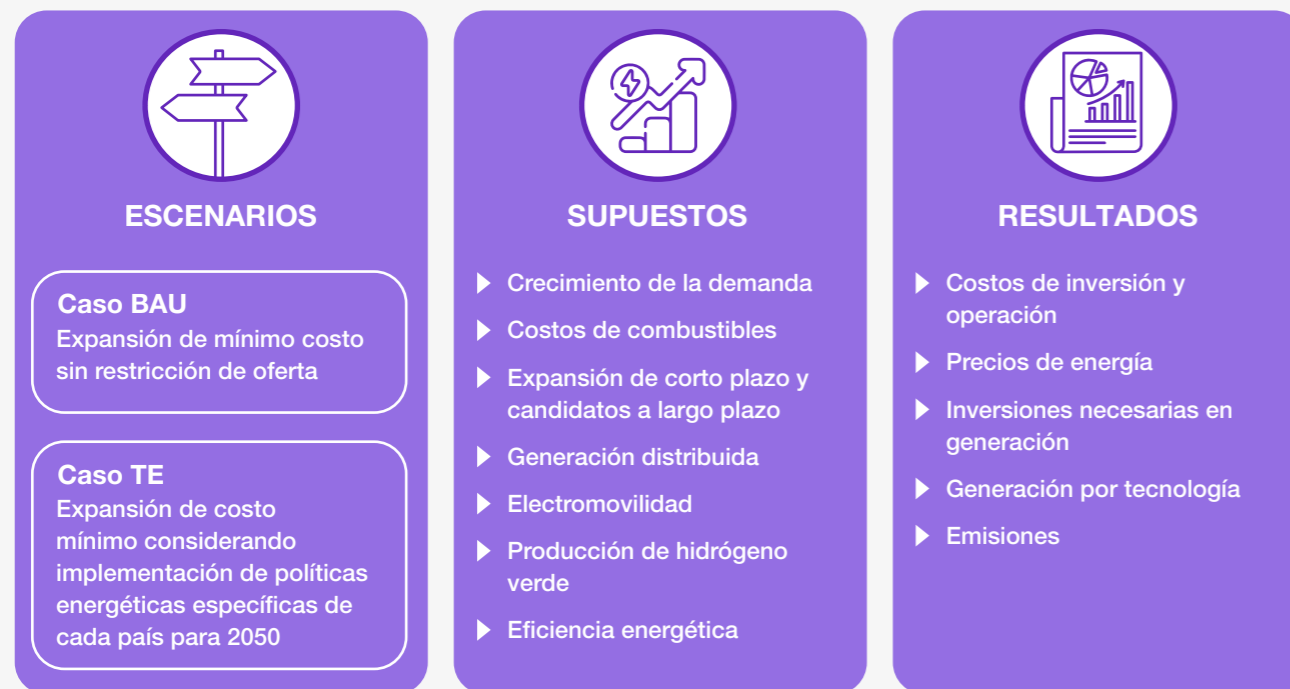 ESCENARIOS
Caso BAU
Expansión de mínimo costo
sin restricción de oferta
Caso TE
Expansión de costo
mínimo considerando
implementación de políticas
energéticas específicas de
cada país para 2050
SUPUESTOS
Crecimiento de la demanda
Costos de combustibles
Expansión de corto plazo y
candidatos a largo plazo
Generación distribuida
Electromovilidad
Producción de hidrógeno
verde
Eficiencia energética
RESULTADOS
Costos de inversión y
operación
Precios de energía
Inversiones necesarias en
generación
Generación por tecnología
Emisiones